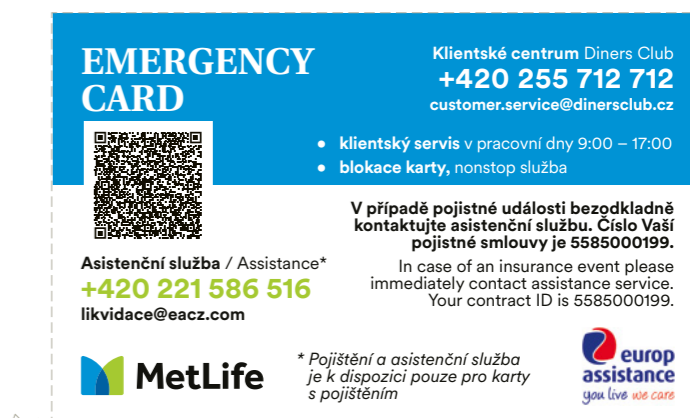 EMERGENCY
CARD
Klientské centrum Diners Club
+420 255 712 712
customer.service@dinersclub.cz
• klientský servis v pracovní dny 9:00 – 17:00
• blokace karty, nonstop služba
V případě pojistné události bezodkladně
kontaktujte asistenční službu. Číslo Vaší
pojistné smlouvy je 5585000199.
In case of an insurance event please
immediately contact assistance service.
Your contract ID is 5585000199.
Asistenční služba / Assistance*
+420 221 586 516
likvidace@eacz.com
MetLife
* Pojištění a asistenční služba
je k dispozici pouze pro karty
s pojištěním
europ
assistance
you live we care